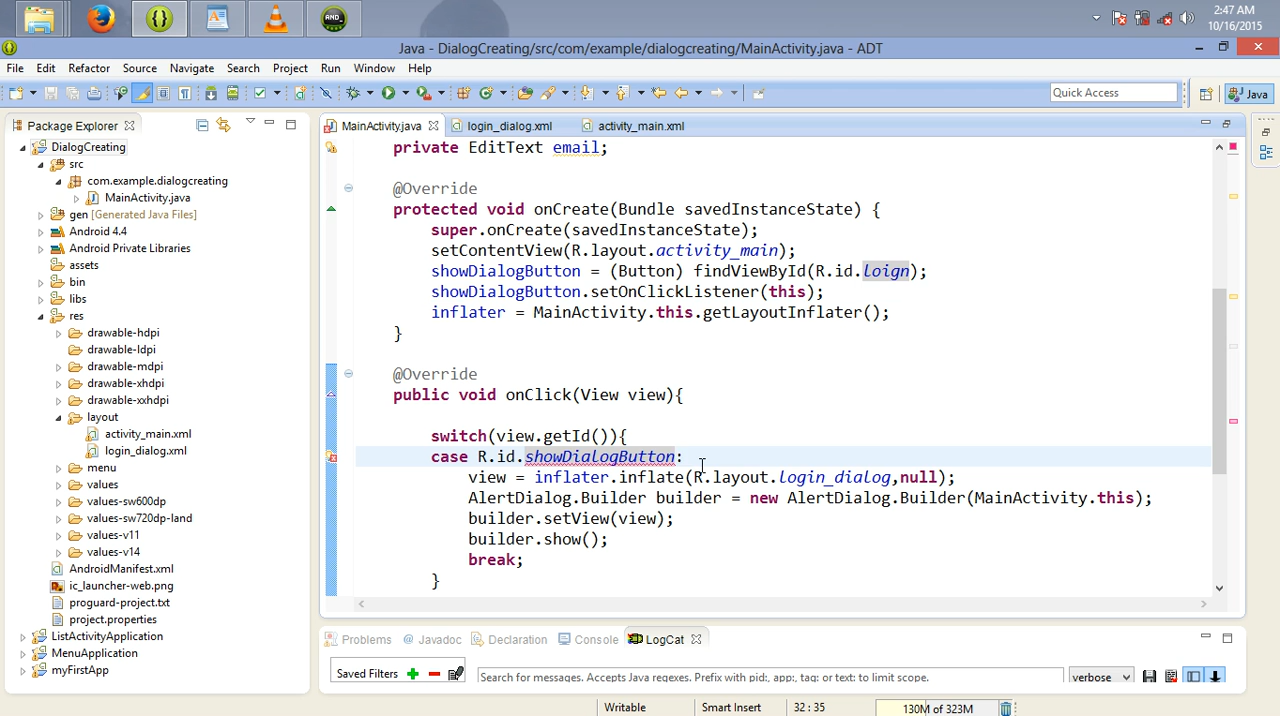 2:47 AM
10/16/2015
Java - DialogCreating/src/com/example/dialogcreating/MainActivity.java - ADT
File Edit Refactor Source Navigate Search Project Run Window Help
Quick Access
Java
Package Explorer
MainActivity.java
login_dialog.xml
activity_main.xml
DialogCreating
src
com.example.dialogcreating
MainActivity.java
gen [Generated Java Files]
Android 4.4
Android Private Libraries
assets
bin
libs
res
drawable-hdpi
drawable-ldpi
drawable-mdpi
drawable-xhdpi
drawable-xxhdpi
layout
activity_main.xml
login_dialog.xml
menu
values
values-sw600dp
values-sw720dp-land
values-v11
values-v14
AndroidManifest.xml
ic_launcher-web.png
proguard-project.txt
project.properties
ListActivityApplication
MenuApplication
myFirstApp
private EditText email;
@Override
protected void onCreate(Bundle savedInstanceState) {
super.onCreate(savedInstanceState);
setContentView(R.layout.activity_main);
showDialogButton = (Button) findViewById(R.id.loign);
showDialogButton.setOnClickListener(this);
inflater = MainActivity.this.getLayoutInflater();
}
@Override
public void onClick(View view){
switch(view.getId()){
case R.id.showDialogButton:
view = inflater.inflate(R.layout.login_dialog,null);
AlertDialog.Builder builder = new AlertDialog.Builder(MainActivity.this);
builder.setView(view);
builder.show();
break;
}
Problems @ Javadoc Declaration Console LogCat
Saved Filters
Search for messages. Accepts Java regexes. Prefix with pid:, app:, tag: or text: to limit scope.
verbose
Writable
Smart Insert
32 : 35
130M of 323M